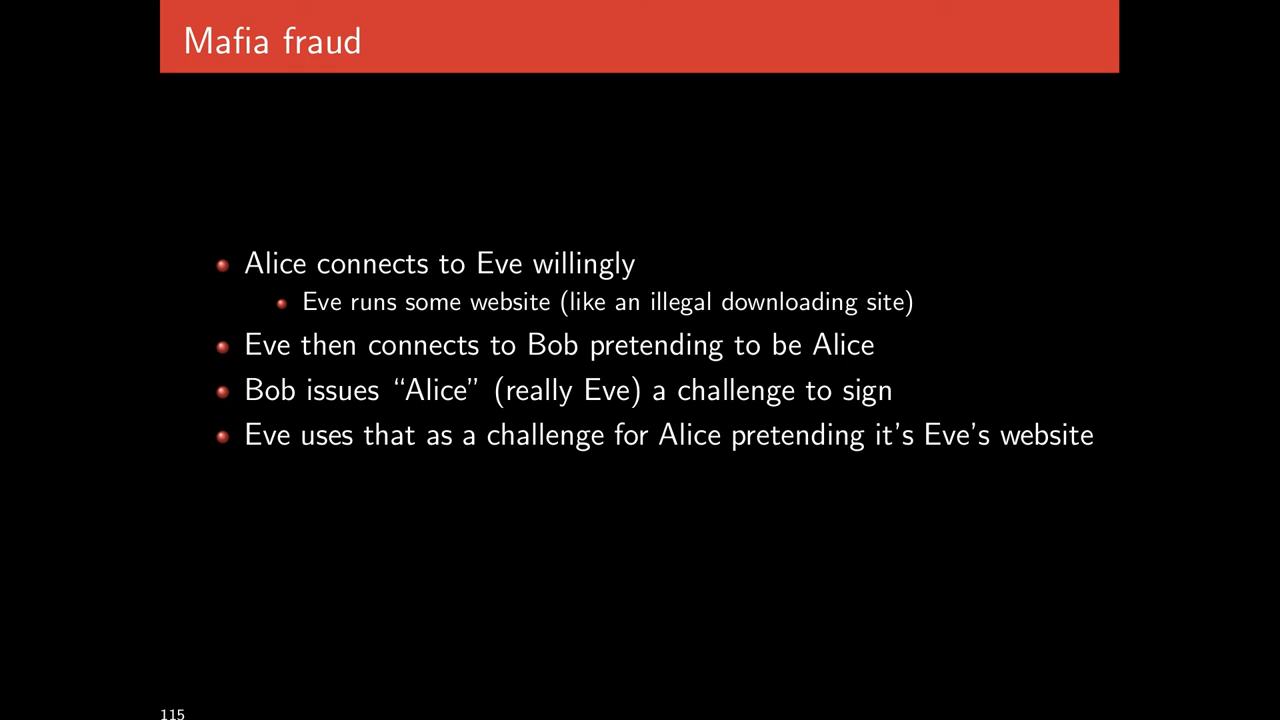 Mafia fraud
Alice connects to Eve willingly
Eve runs some website (like an illegal downloading site)
Eve then connects to Bob pretending to be Alice
Bob issues “Alice” (really Eve) a challenge to sign
Eve uses that as a challenge for Alice pretending it’s Eve’s website
115